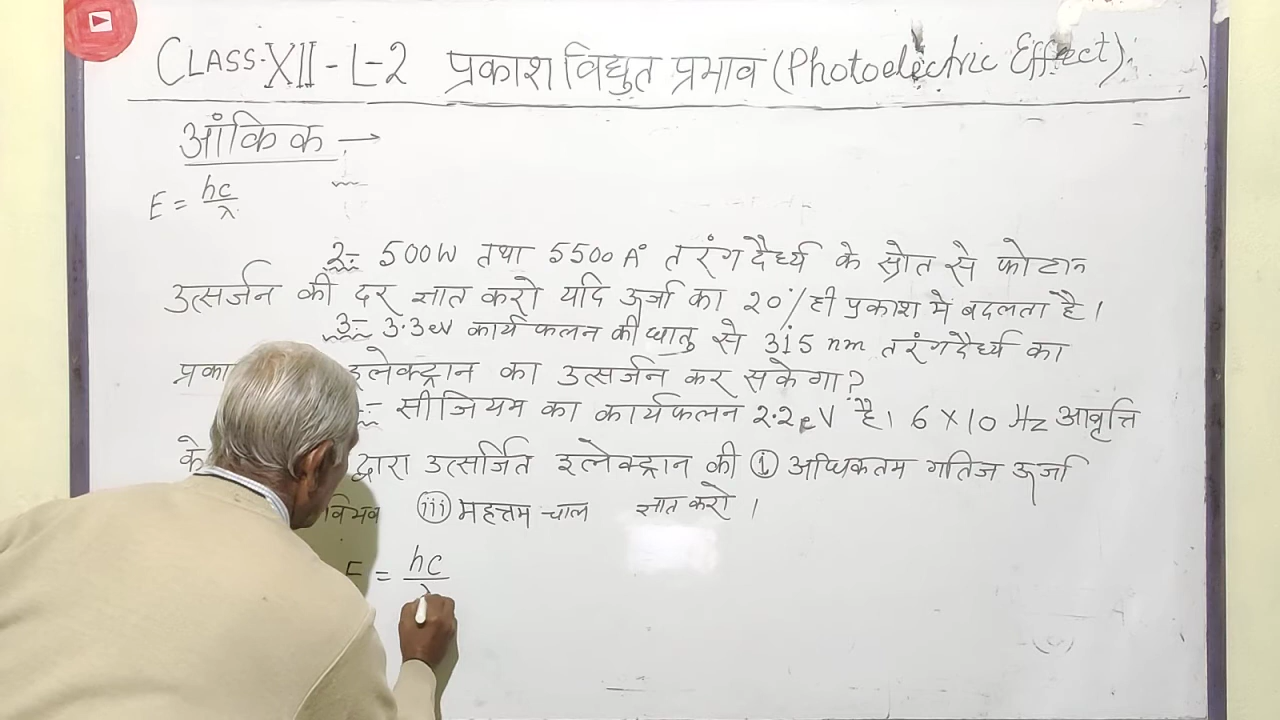 CLASS-XII-L-2 प्रकाश विद्युत प्रभाव (Photoelectric Effect).
आंकिक →
E = hc/λ
2:- 500W तथा 5500A° तरंगदैर्ध्य के स्रोत से फोटान
उत्सर्जन की दर ज्ञात करो यदि ऊर्जा का 20% ही प्रकाश में बदलता है।
3:- 3.3eV कार्य फलन की धातु से 315 nm तरंगदैर्ध्य का
इलेक्ट्रान का उत्सर्जन कर सकेगा?
सीजियम का कार्यफलन 2.2eV है। 6 X 10 Hz आवृत्ति
के द्वारा उत्सर्जित इलेक्ट्रान की (i) अधिकतम गतिज ऊर्जा
(iii) महत्तम चाल ज्ञात करो।
E = hc/λ